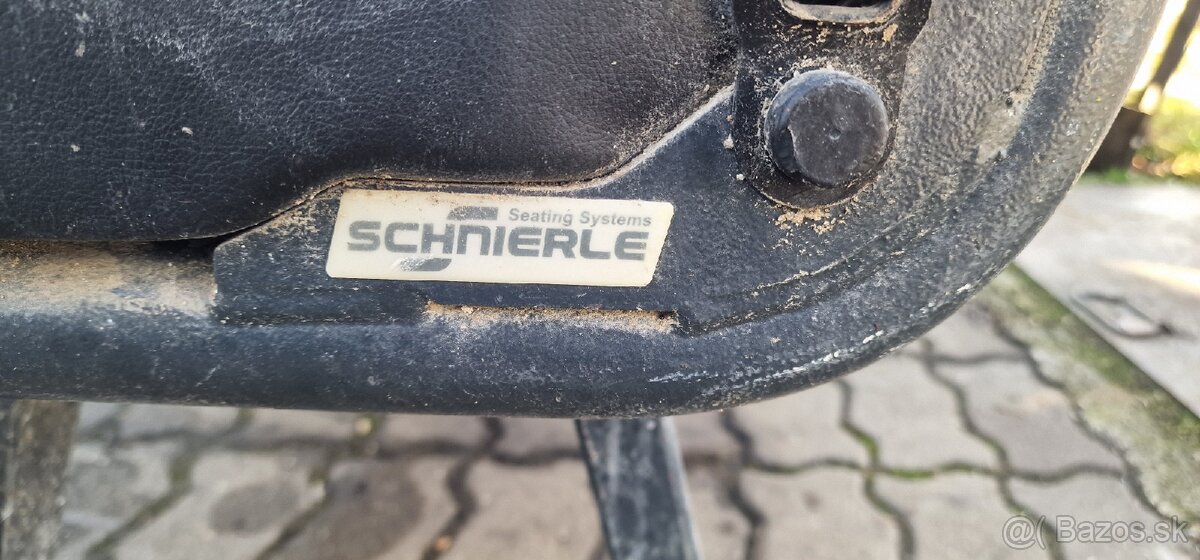 Seating Systems
SCHNIERLE
@( Bazos.sk